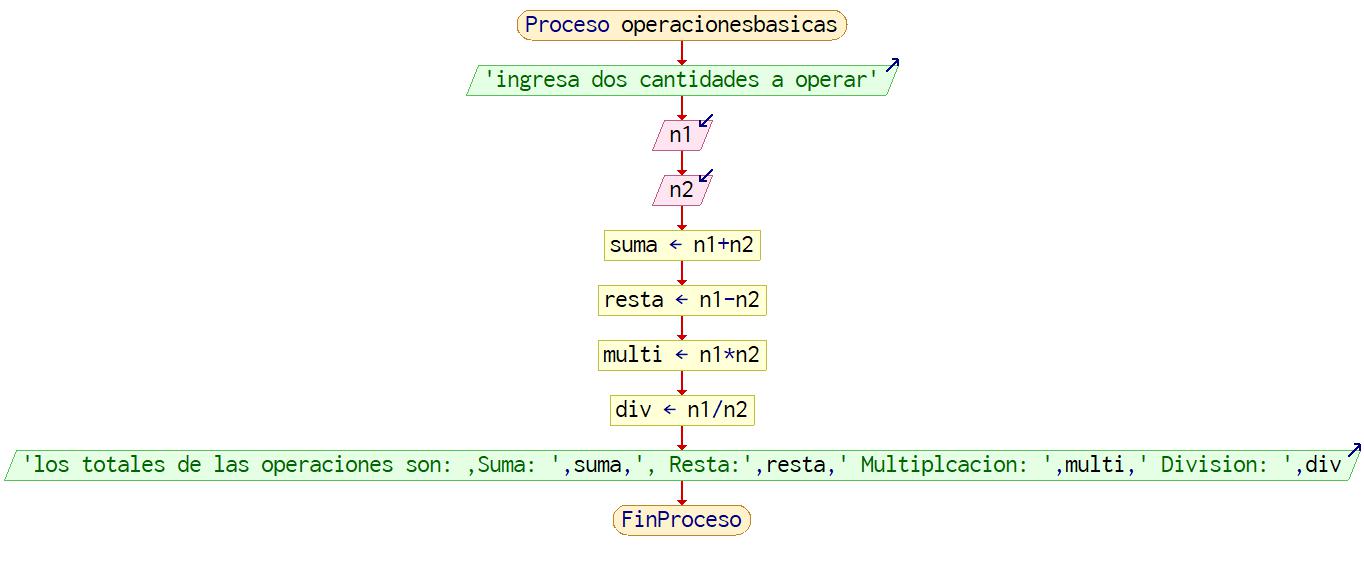 Proceso operacionesbasicas
'ingresa dos cantidades a operar'
n1
n2
suma ← n1+n2
resta ← n1-n2
multi ← n1*n2
div ← n1/n2
'los totales de las operaciones son: ,Suma: ',suma,', Resta:',resta,' Multiplcacion: ',multi,' Division: ',div
FinProceso